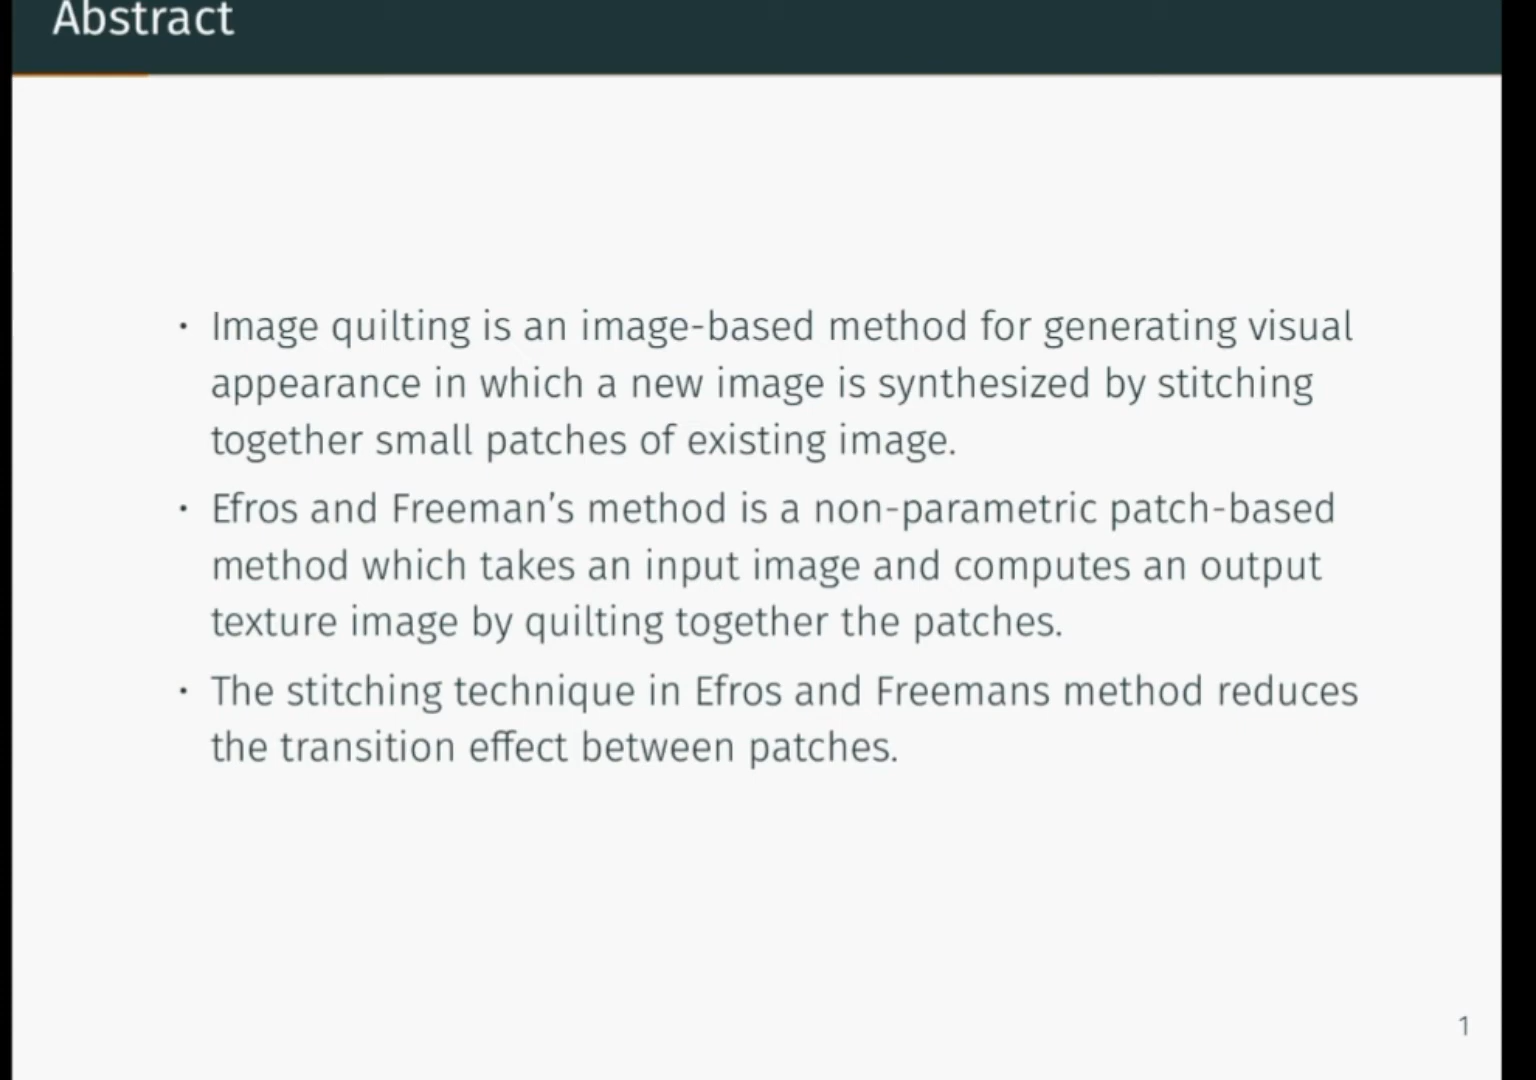 Abstract
· Image quilting is an image-based method for generating visual
appearance in which a new image is synthesized by stitching
together small patches of existing image.
· Efros and Freeman’s method is a non-parametric patch-based
method which takes an input image and computes an output
texture image by quilting together the patches.
· The stitching technique in Efros and Freemans method reduces
the transition effect between patches.
1